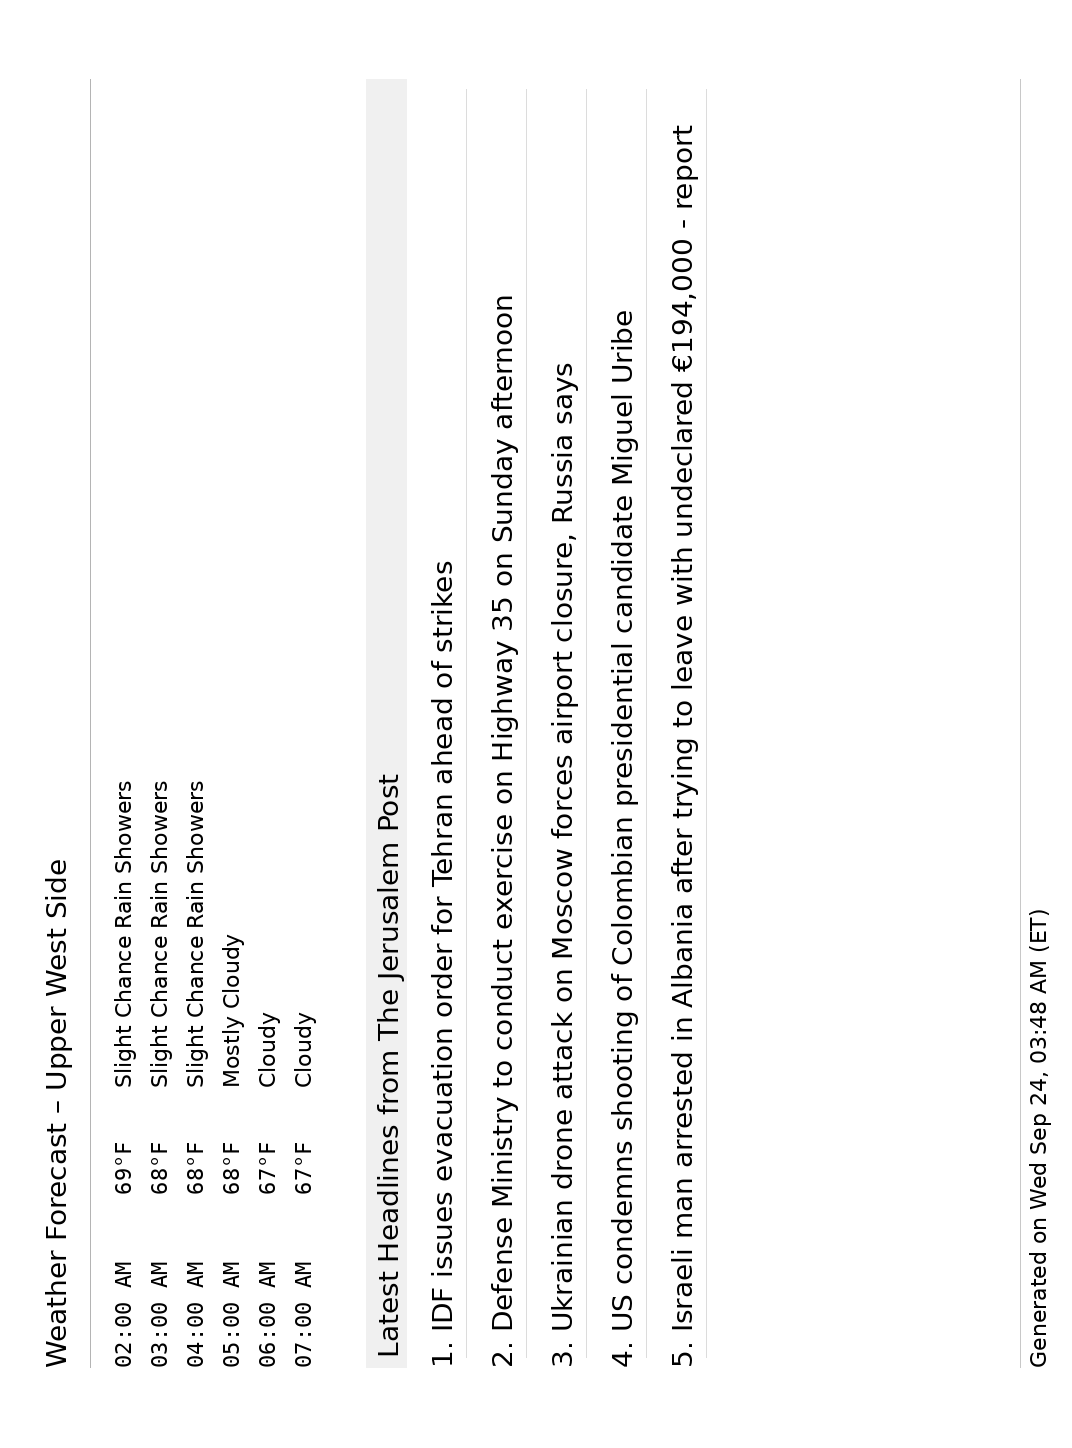 Weather Forecast – Upper West Side
02:00 AM 69°F Slight Chance Rain Showers
03:00 AM 68°F Slight Chance Rain Showers
04:00 AM 68°F Slight Chance Rain Showers
05:00 AM 68°F Mostly Cloudy
06:00 AM 67°F Cloudy
07:00 AM 67°F Cloudy
Latest Headlines from The Jerusalem Post
1. IDF issues evacuation order for Tehran ahead of strikes
2. Defense Ministry to conduct exercise on Highway 35 on Sunday afternoon
3. Ukrainian drone attack on Moscow forces airport closure, Russia says
4. US condemns shooting of Colombian presidential candidate Miguel Uribe
5. Israeli man arrested in Albania after trying to leave with undeclared €194,000 - report
Generated on Wed Sep 24, 03:48 AM (ET)